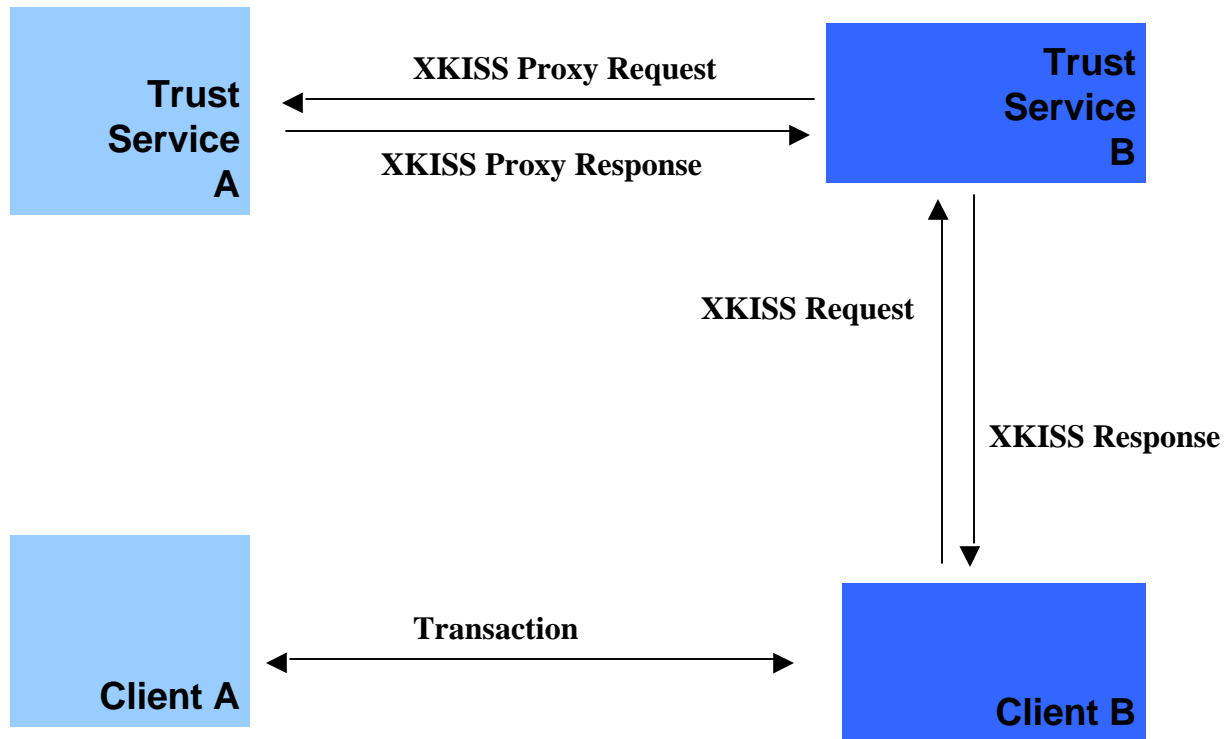 Trust
Service
A
XKISS Proxy Request
XKISS Proxy Response
Trust
Service
B
XKISS Request
XKISS Response
Transaction
Client A
Client B